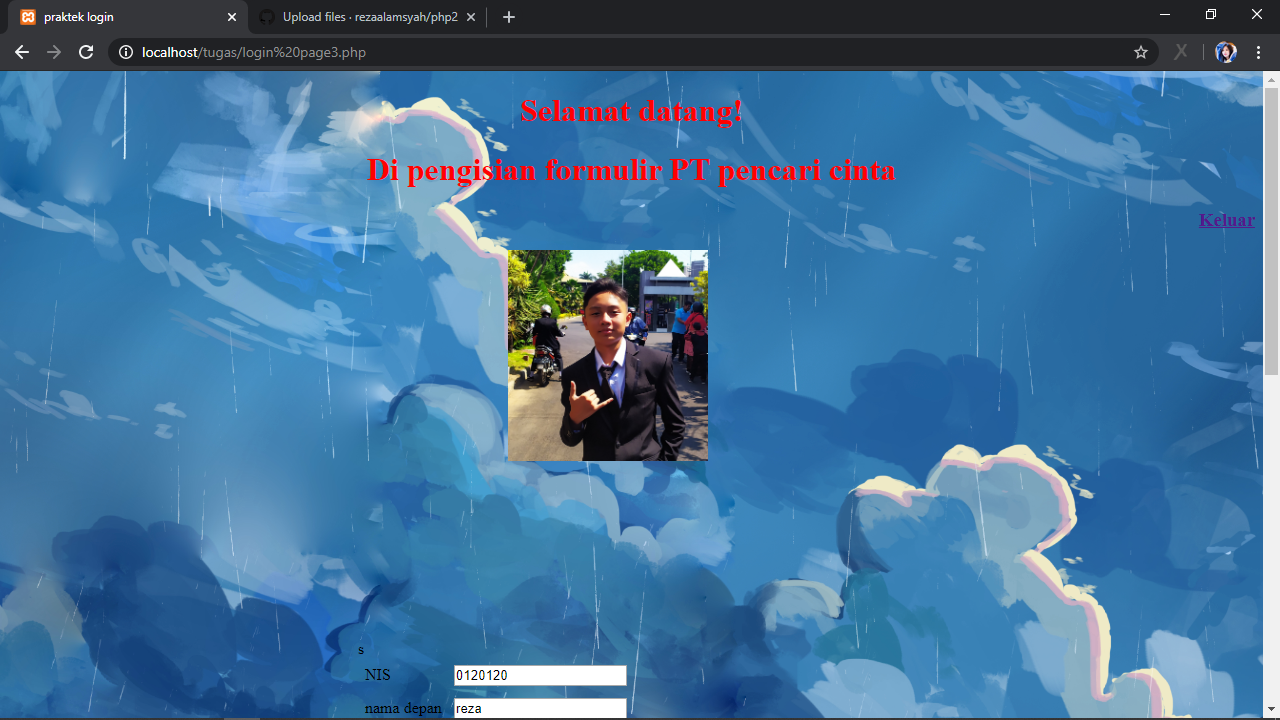 praktek login
Upload files · rezaalamsyah/php2
localhost/tugas/login%20page3.php
Selamat datang!
Di pengisian formulir PT pencari cinta
Keluar
s
NIS 0120120
nama depan reza